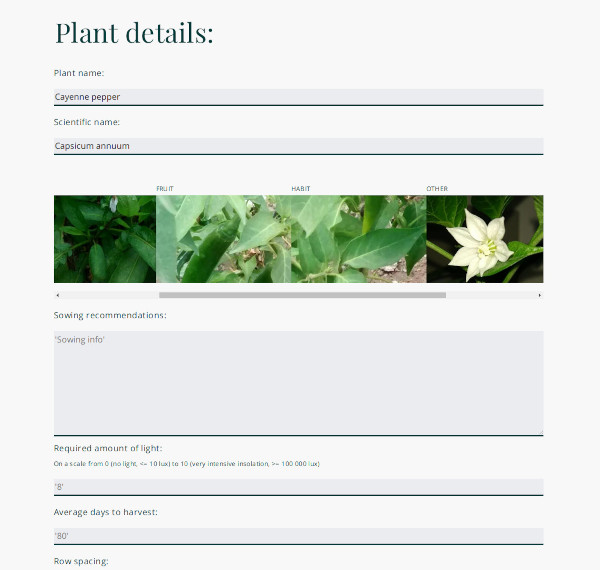 Plant details:
Plant name:
Cayenne pepper
Scientific name:
Capsicum annuum
FRUIT HABIT OTHER
Sowing recommendations:
'Sowing info'
Required amount of light:
On a scale from 0 (no light, <= 10 lux) to 10 (very intensive insolation, >= 100 000 lux)
'8'
Average days to harvest:
'80'
Row spacing: